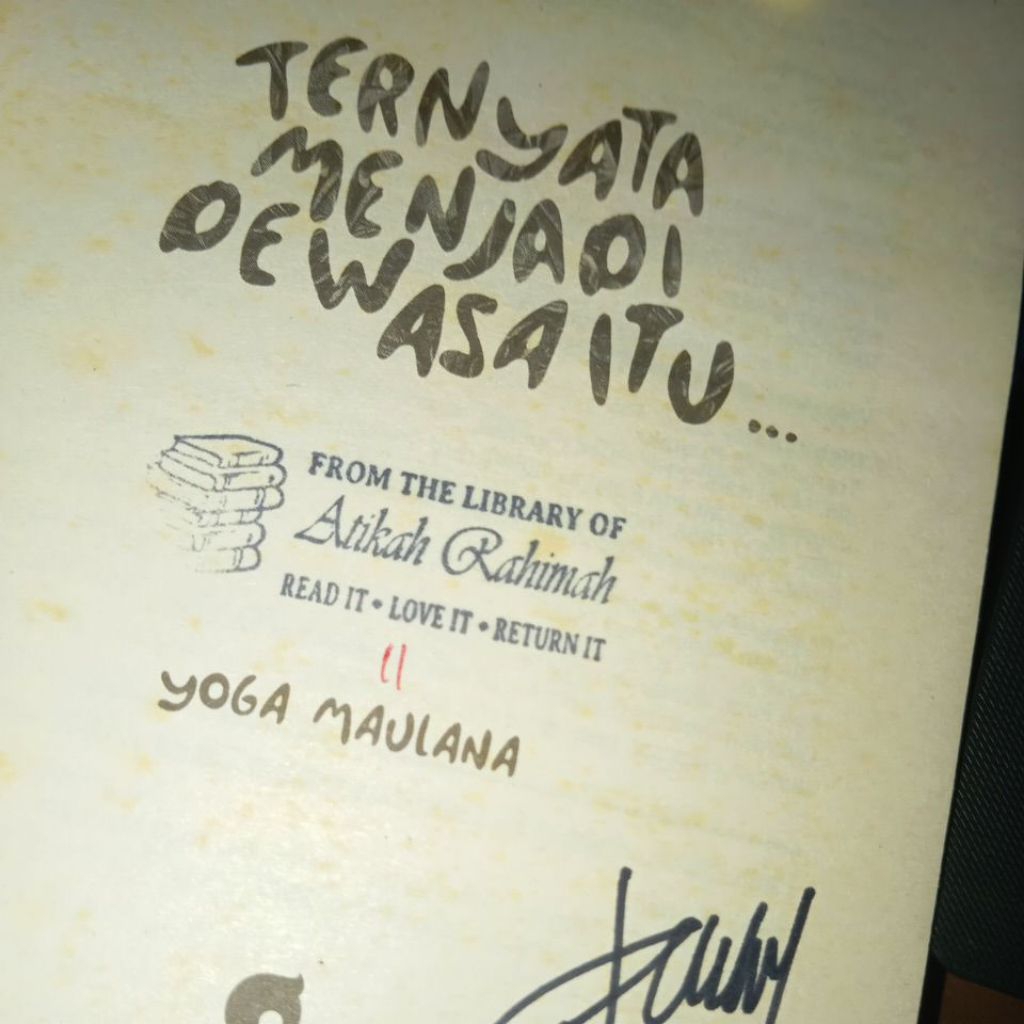 TERNYATA
MENJADI
DEWASA ITU...
FROM THE LIBRARY OF
Atikah Rahimah
READ IT • LOVE IT • RETURN IT
11
YOGA MAULANA